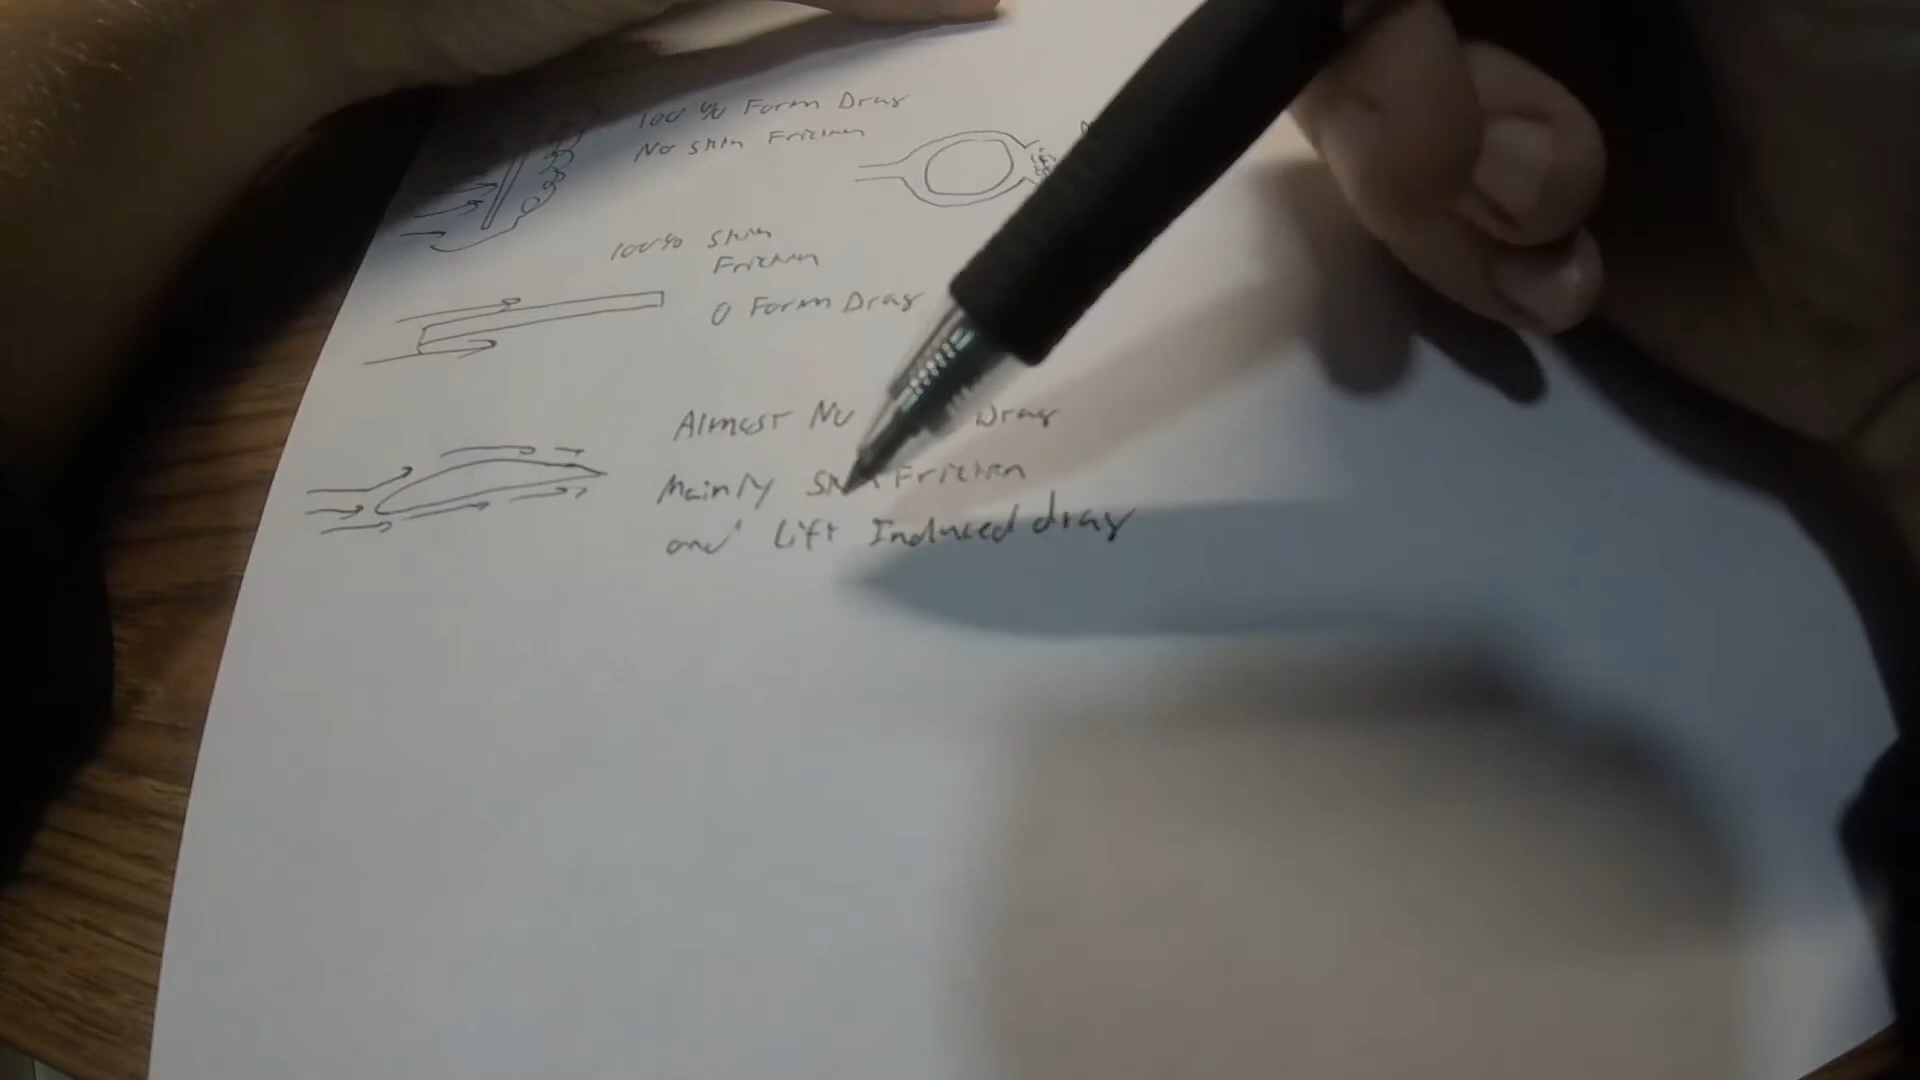 100 % Form Drag
No Skin Friction
100% Skin
Friction
0 Form Drag
Almost No Drag
Mainly Skin Friction
and Lift Induced drag